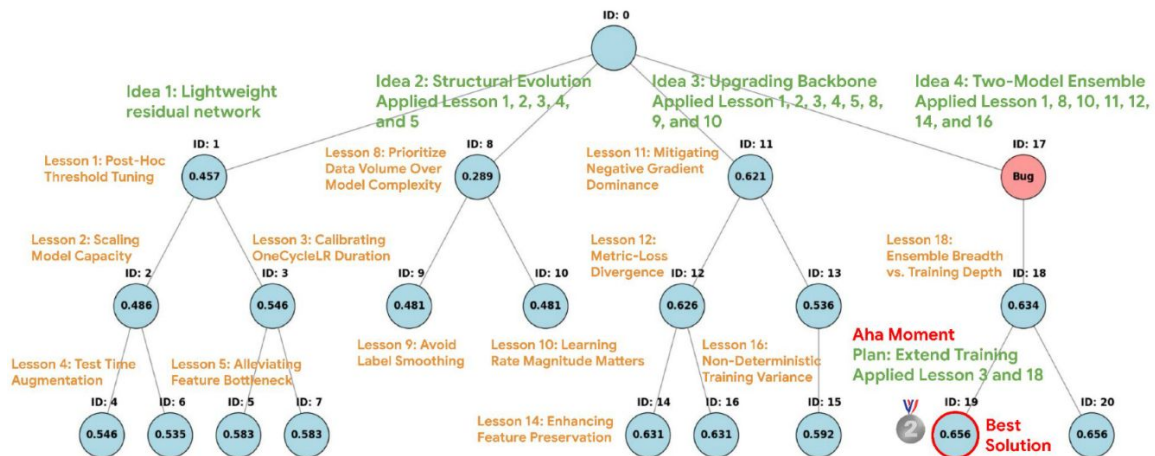 ID: 0
Idea 1: Lightweight
residual network
Idea 2: Structural Evolution
Applied Lesson 1, 2, 3, 4,
and 5
Idea 3: Upgrading Backbone
Applied Lesson 1, 2, 3, 4, 5, 8,
9, and 10
Idea 4: Two-Model Ensemble
Applied Lesson 1, 8, 10, 11, 12,
14, and 16
ID: 1
0.457
Lesson 1: Post-Hoc
Threshold Tuning
ID: 8
0.289
Lesson 8: Prioritize
Data Volume Over
Model Complexity
ID: 11
0.621
Lesson 11: Mitigating
Negative Gradient
Dominance
ID: 17
Bug
Lesson 2: Scaling
Model Capacity
ID: 2
0.486
Lesson 3: Calibrating
OneCycleLR Duration
ID: 3
0.546
ID: 9
0.481
ID: 10
0.481
Lesson 12:
Metric-Loss
Divergence
ID: 12
0.626
ID: 13
0.536
Lesson 18:
Ensemble Breadth
vs. Training Depth
ID: 18
0.634
Lesson 4: Test Time
Augmentation
Lesson 5: Alleviating
Feature Bottleneck
Lesson 9: Avoid
Label Smoothing
Lesson 10: Learning
Rate Magnitude Matters
Lesson 16:
Non-Deterministic
Training Variance
Aha Moment
Plan: Extend Training
Applied Lesson 3 and 18
ID: 4
0.546
ID: 6
0.535
ID: 5
0.583
ID: 7
0.583
Lesson 14: Enhancing
Feature Preservation
ID: 14
0.631
ID: 16
0.631
ID: 15
0.592
2
ID: 19
0.656
Best
Solution
ID: 20
0.656